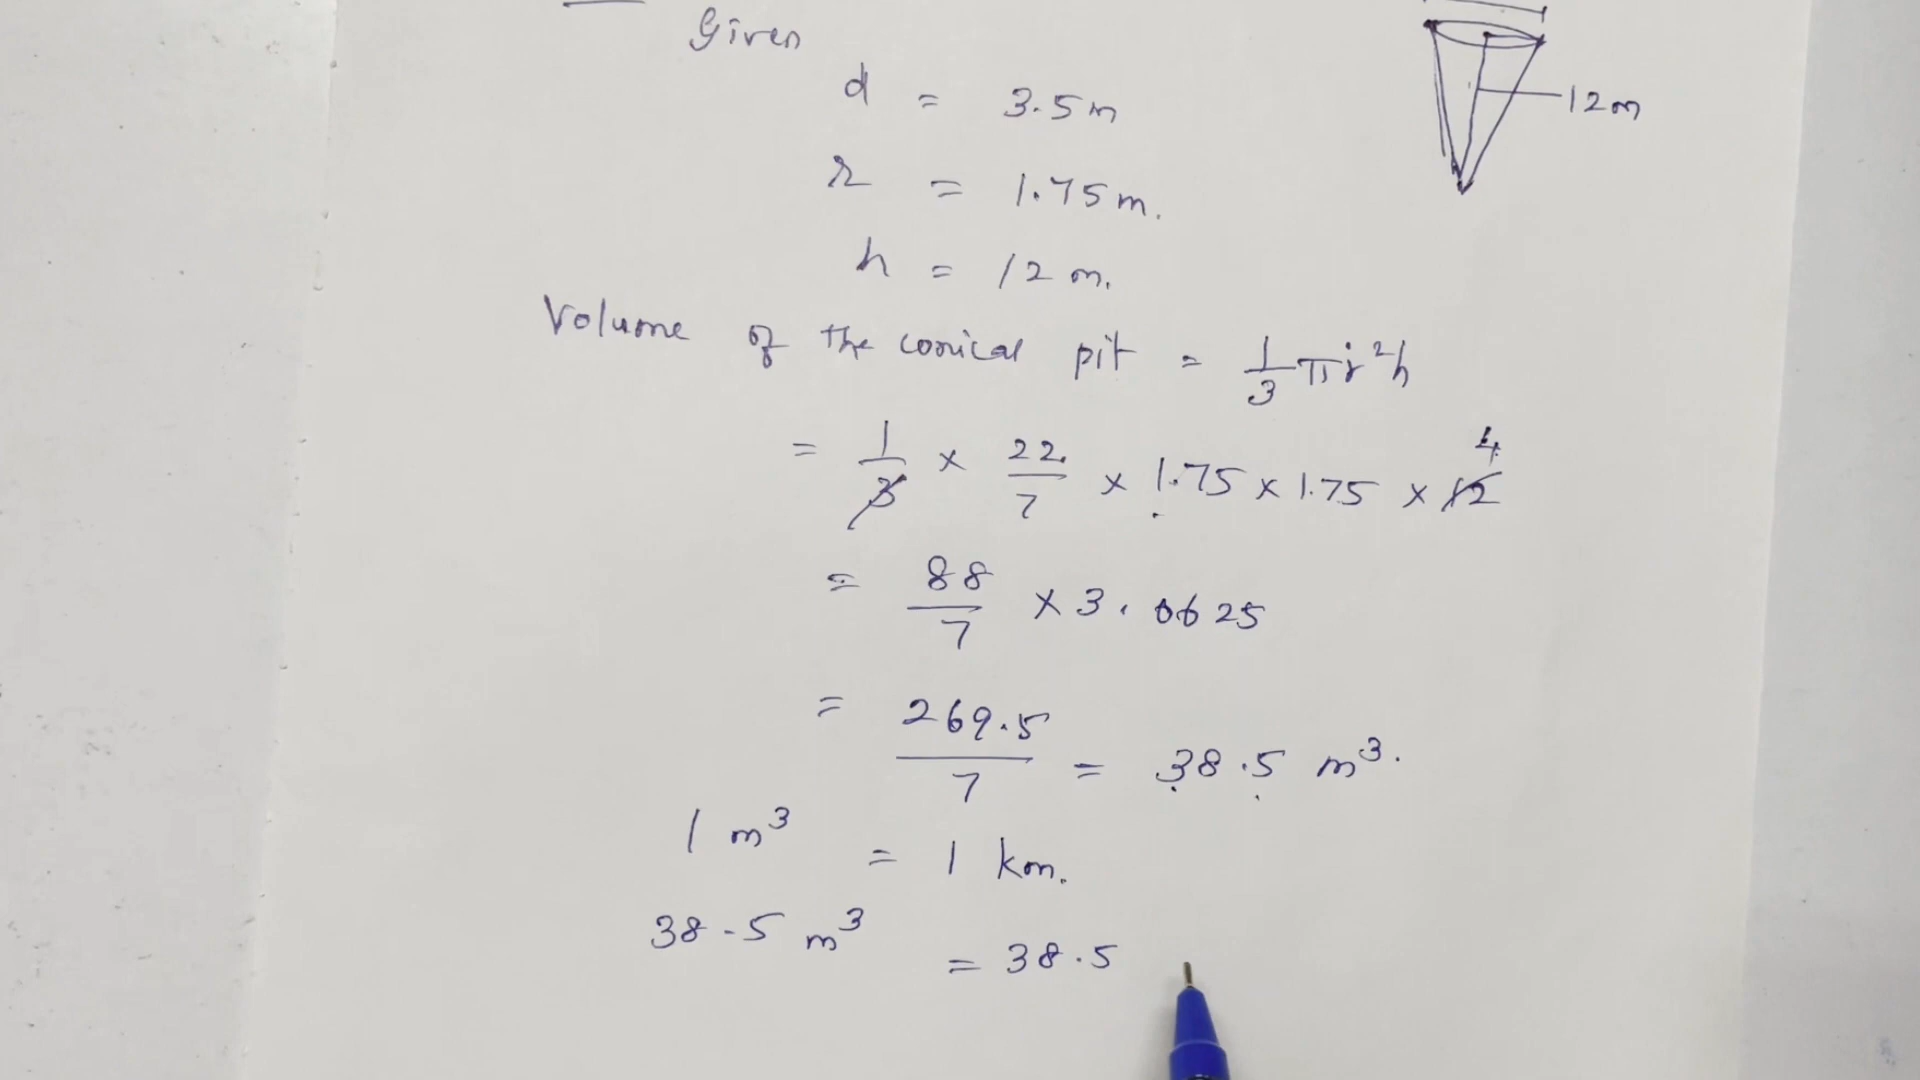 Given
d = 3.5m
12m
r = 1.75m.
h = 12 m.
Volume of the conical pit = 1/3 πr²h
= 1/3 × 22/7 × 1.75 × 1.75 × 12 4
= 88/7 × 3.0625
= 269.5/7 = 38.5 m³.
1 m³ = 1 km.
38.5 m³ = 38.5